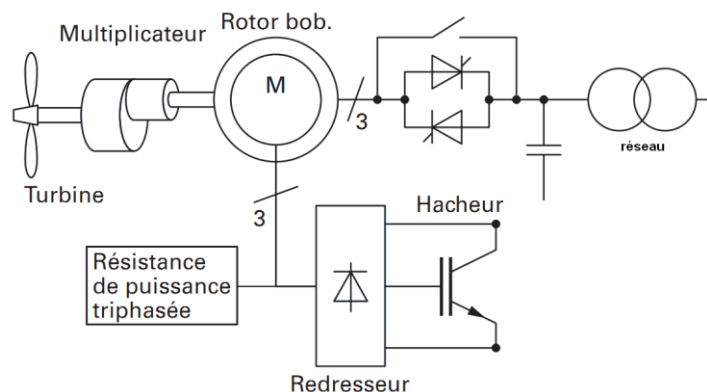 Rotor bob.
Multiplicateur
M
3
réseau
Turbine
3
Hacheur
Résistance
de puissance
triphasée
Redresseur